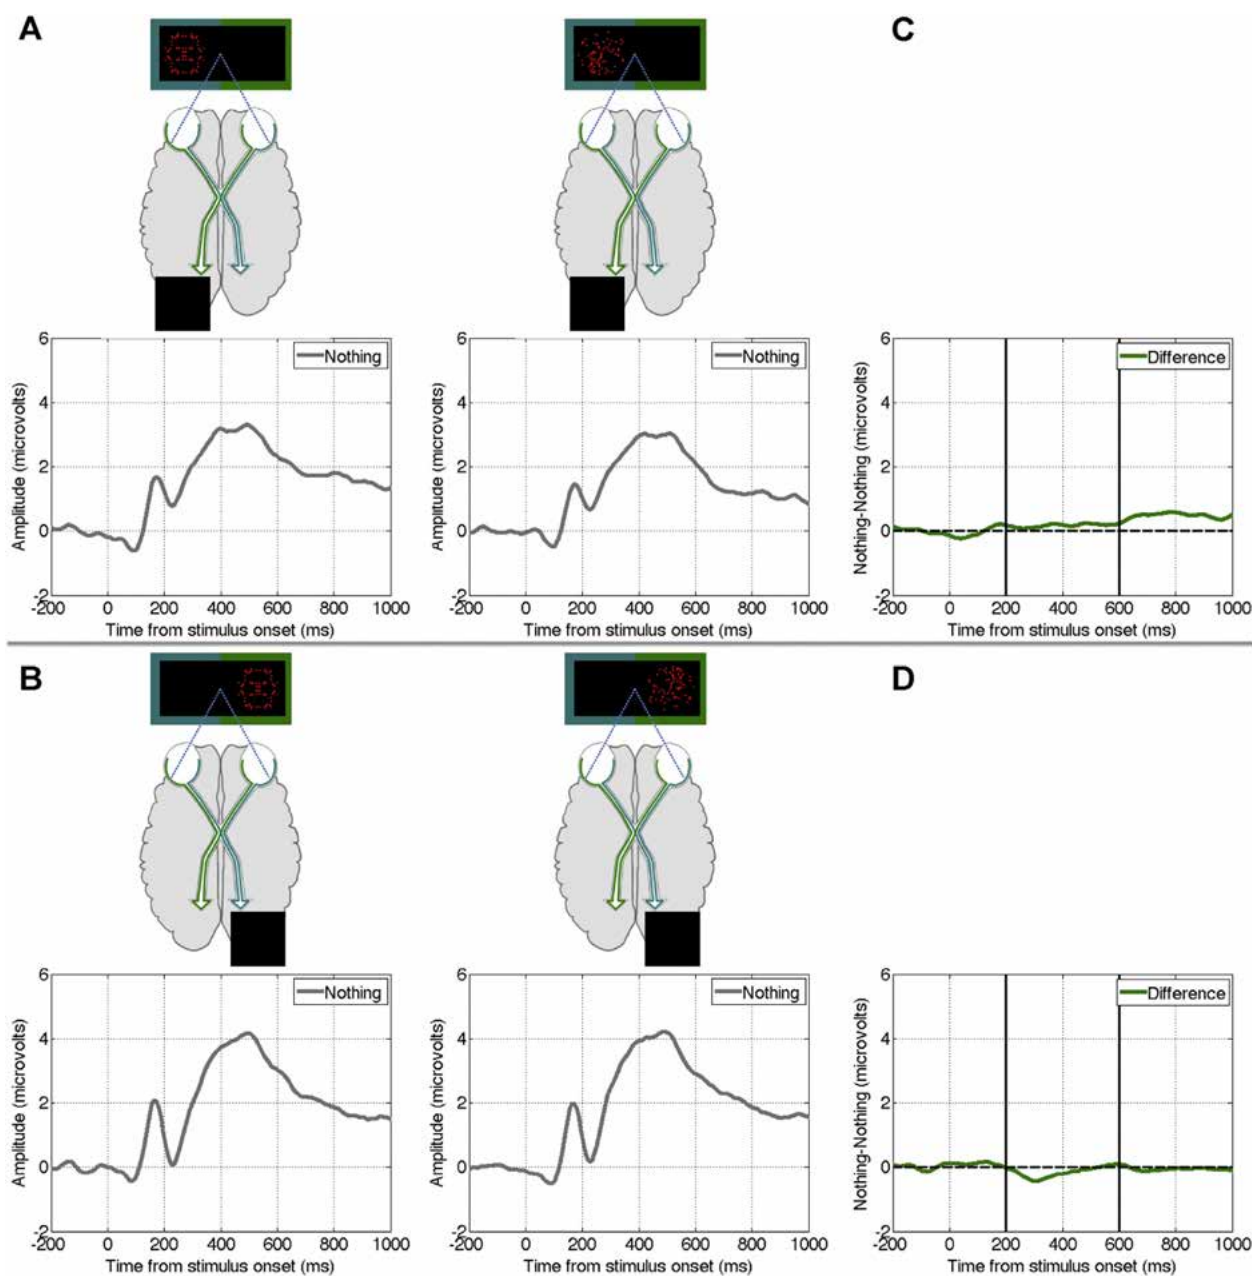 A
C
6
4
2
0
-2
Amplitude (microvolts)
Nothing
-200 0 200 400 600 800 1000
Time from stimulus onset (ms)
6
4
2
0
-2
Amplitude (microvolts)
Nothing
-200 0 200 400 600 800 1000
Time from stimulus onset (ms)
6
4
2
0
-2
Nothing-Nothing (microvolts)
Difference
-200 0 200 400 600 800 1000
Time from stimulus onset (ms)
B
D
6
4
2
0
-2
Amplitude (microvolts)
Nothing
-200 0 200 400 600 800 1000
Time from stimulus onset (ms)
6
4
2
0
-2
Amplitude (microvolts)
Nothing
-200 0 200 400 600 800 1000
Time from stimulus onset (ms)
6
4
2
0
-2
Nothing-Nothing (microvolts)
Difference
-200 0 200 400 600 800 1000
Time from stimulus onset (ms)